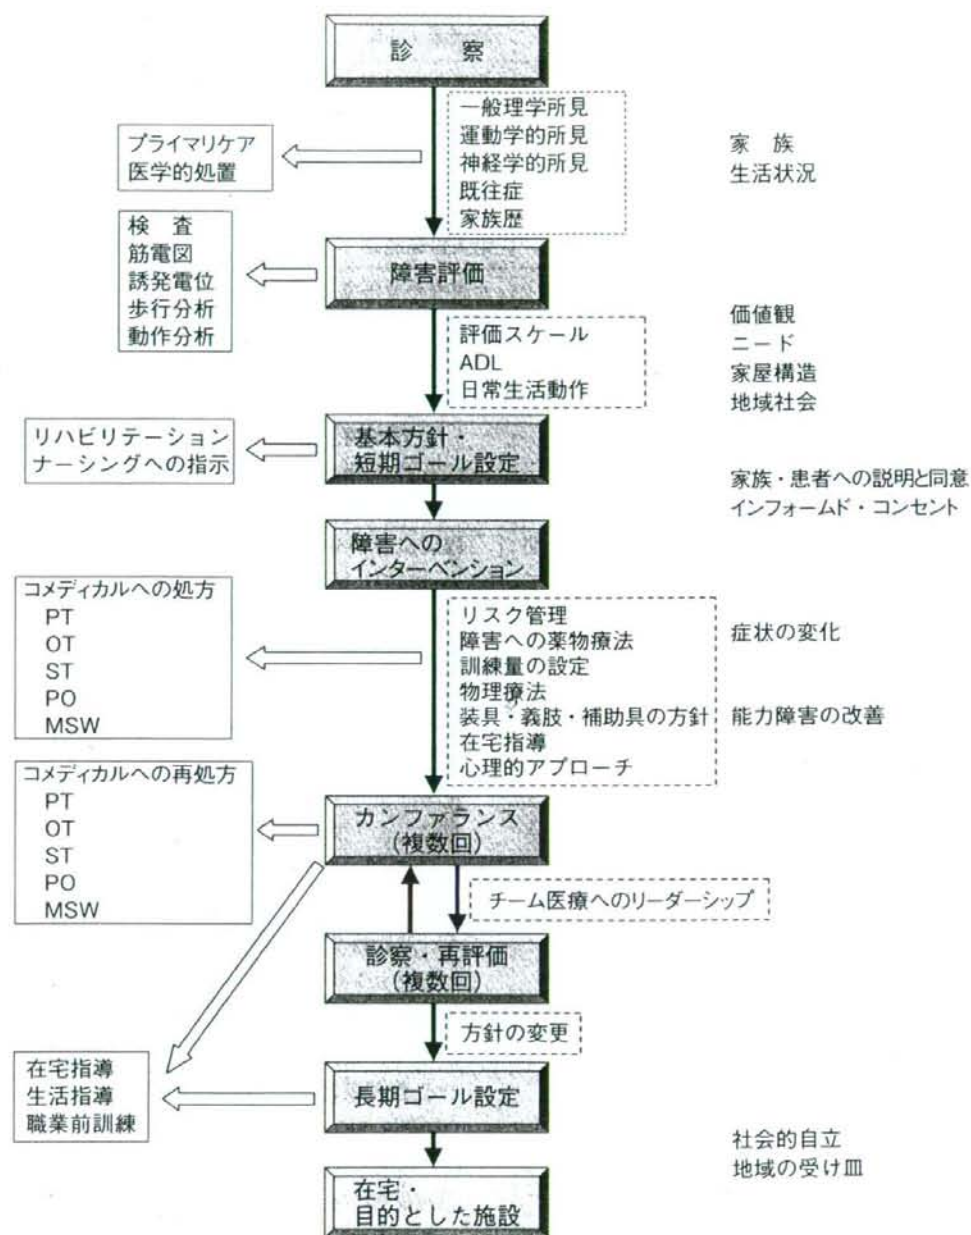 診　察
一般理学所見
運動学的所見
神経学的所見
既往症
家族歴
プライマリケア
医学的処置
家　族
生活状況
検　査
筋電図
誘発電位
歩行分析
動作分析
障害評価
評価スケール
ADL
日常生活動作
価値観
ニード
家屋構造
地域社会
リハビリテーション
ナーシングへの指示
基本方針・
短期ゴール設定
家族・患者への説明と同意
インフォームド・コンセント
障害への
インターベンション
コメディカルへの処方
PT
OT
ST
PO
MSW
リスク管理
障害への薬物療法
訓練量の設定
物理療法
装具・義肢・補助具の方針
在宅指導
心理的アプローチ
症状の変化
能力障害の改善
コメディカルへの再処方
PT
OT
ST
PO
MSW
カンファランス
(複数回)
チーム医療へのリーダーシップ
診察・再評価
(複数回)
方針の変更
在宅指導
生活指導
職業前訓練
長期ゴール設定
社会的自立
地域の受け皿
在宅・
目的とした施設